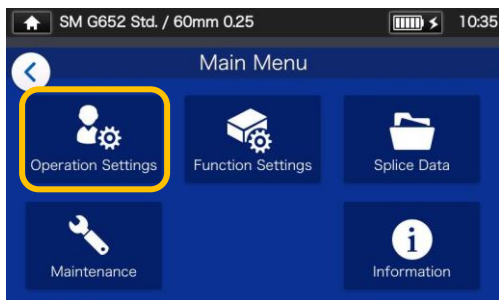 SM G652 Std. / 60mm 0.25 10:35
Main Menu
Operation Settings Function Settings Splice Data
Maintenance Information